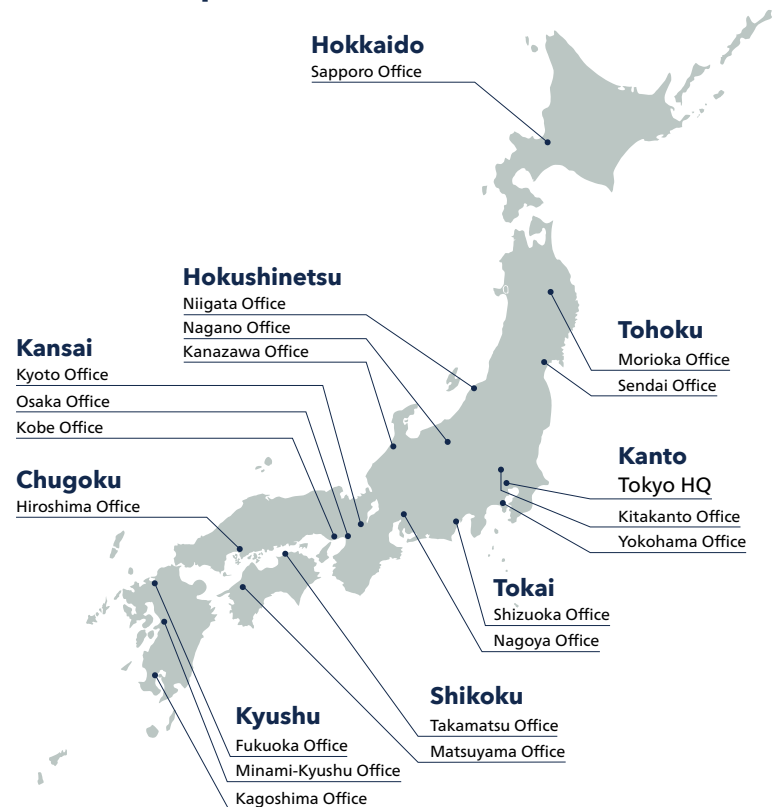 Hokkaido
Sapporo Office
Hokushinetsu
Niigata Office
Nagano Office
Kanazawa Office
Kansai
Kyoto Office
Osaka Office
Kobe Office
Tohoku
Morioka Office
Sendai Office
Chugoku
Hiroshima Office
Kanto
Tokyo HQ
Kitakanto Office
Yokohama Office
Tokai
Shizuoka Office
Nagoya Office
Shikoku
Takamatsu Office
Matsuyama Office
Kyushu
Fukuoka Office
Minami-Kyushu Office
Kagoshima Office